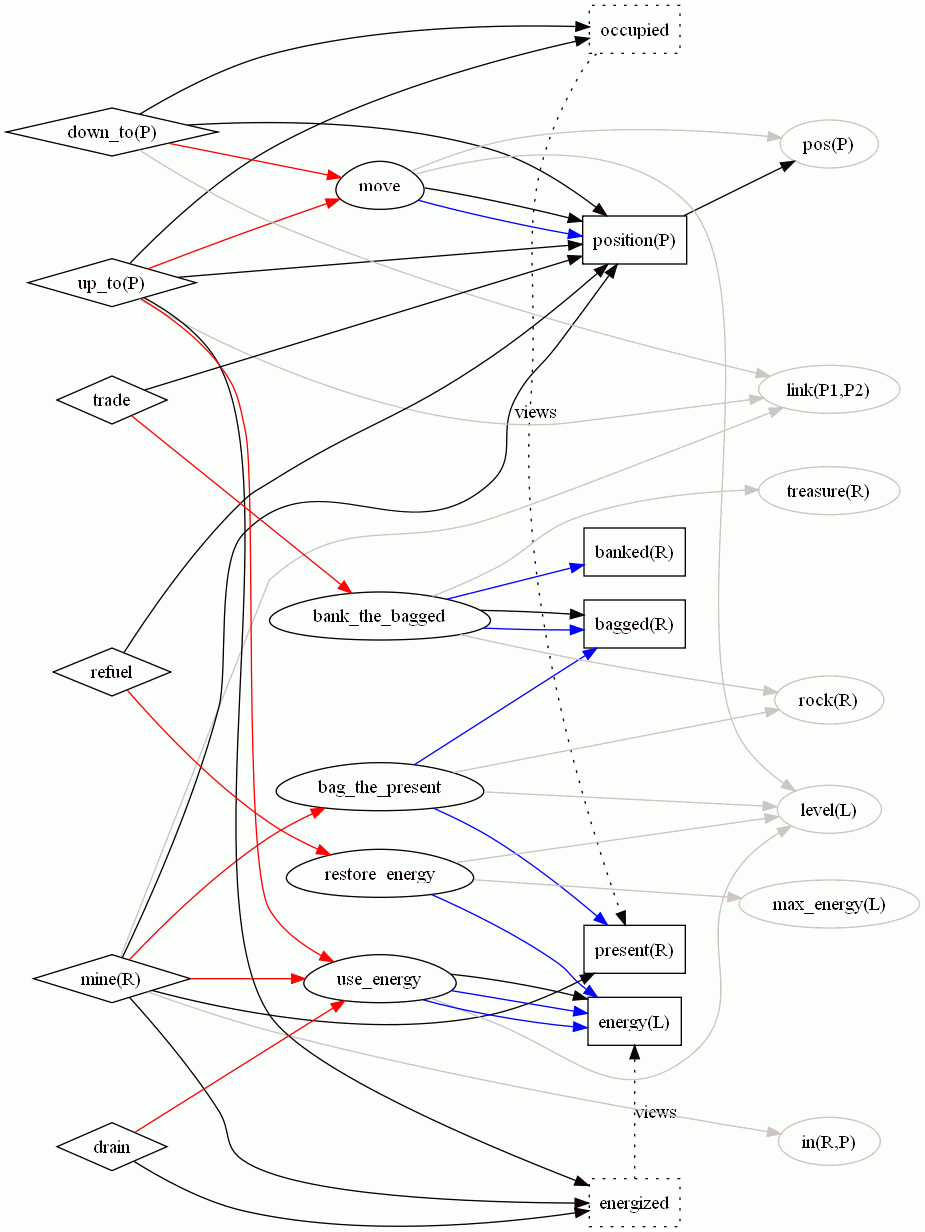 occupied
down_to(P)
pos(P)
move
position(P)
up_to(P)
link(P1,P2)
trade
views
treasure(R)
banked(R)
bank_the_bagged
bagged(R)
refuel
rock(R)
bag_the_present
level(L)
restore_energy
max_energy(L)
present(R)
mine(R)
use_energy
energy(L)
views
in(R,P)
drain
energized